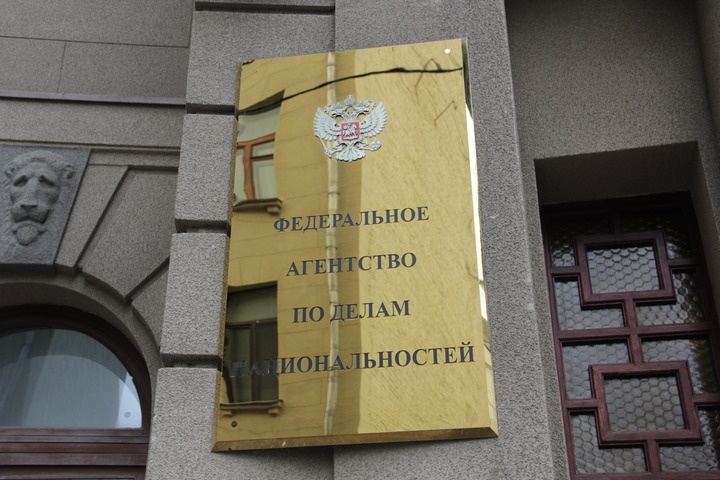 ФЕДЕРАЛЬНОЕ
АГЕНТСТВО
ПО ДЕЛАМ
НАЦИОНАЛЬНОСТЕЙ